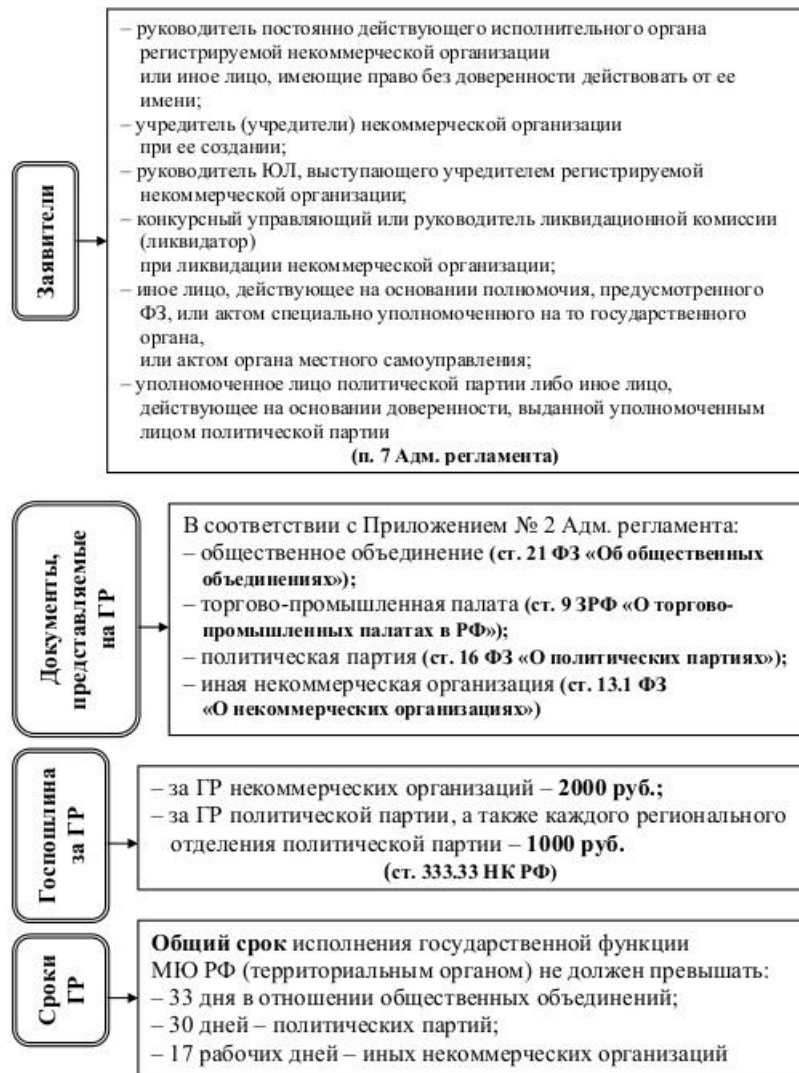 Заявители
– руководитель постоянно действующего исполнительного органа
регистрируемой некоммерческой организации
или иное лицо, имеющие право без доверенности действовать от ее
имени;
– учредитель (учредители) некоммерческой организации
при ее создании;
– руководитель ЮЛ, выступающего учредителем регистрируемой
некоммерческой организации;
– конкурсный управляющий или руководитель ликвидационной комиссии
(ликвидатор)
при ликвидации некоммерческой организации;
– иное лицо, действующее на основании полномочия, предусмотренного
ФЗ, или актом специально уполномоченного на то государственного
органа,
или актом органа местного самоуправления;
– уполномоченное лицо политической партии либо иное лицо,
действующее на основании доверенности, выданной уполномоченным
лицом политической партии
(п. 7 Адм. регламента)
Документы,
представляемые
на ГР
В соответствии с Приложением № 2 Адм. регламента:
– общественное объединение (ст. 21 ФЗ «Об общественных
объединениях»);
– торгово-промышленная палата (ст. 9 ЗРФ «О торгово-
промышленных палатах в РФ»);
– политическая партия (ст. 16 ФЗ «О политических партиях»);
– иная некоммерческая организация (ст. 13.1 ФЗ
«О некоммерческих организациях»)
Госпошлина
за ГР
– за ГР некоммерческих организаций – 2000 руб.;
– за ГР политической партии, а также каждого регионального
отделения политической партии – 1000 руб.
(ст. 333.33 НК РФ)
Сроки
ГР
Общий срок исполнения государственной функции
МЮ РФ (территориальным органом) не должен превышать:
– 33 дня в отношении общественных объединений;
– 30 дней – политических партий;
– 17 рабочих дней – иных некоммерческих организаций